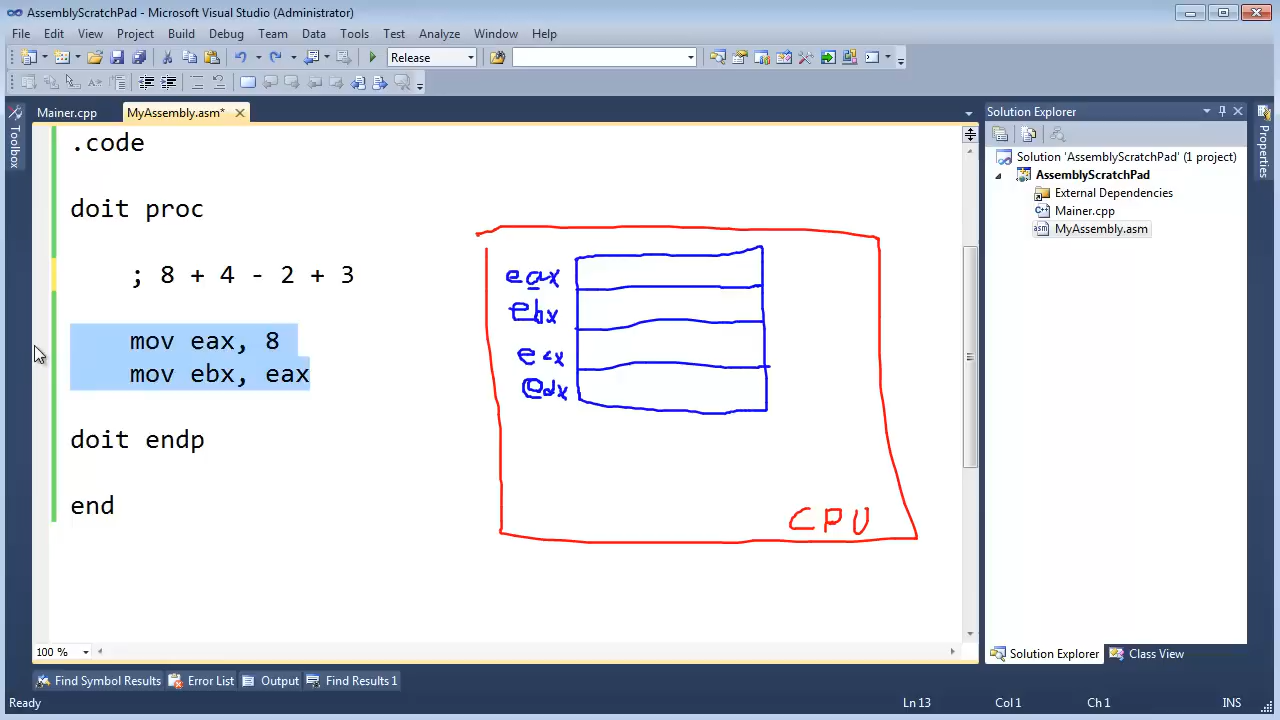 AssemblyScratchPad - Microsoft Visual Studio (Administrator)
File Edit View Project Build Debug Team Data Tools Test Analyze Window Help
Release
Mainer.cpp MyAssembly.asm*
Toolbox
.code
doit proc
; 8 + 4 - 2 + 3
mov eax, 8
mov ebx, eax
doit endp
end
eax
ebx
ecx
edx
CPU
Solution Explorer
Solution 'AssemblyScratchPad' (1 project)
AssemblyScratchPad
External Dependencies
Mainer.cpp
MyAssembly.asm
Properties
100 %
Solution Explorer Class View
Find Symbol Results Error List Output Find Results 1
Ready Ln 13 Col 1 Ch 1 INS